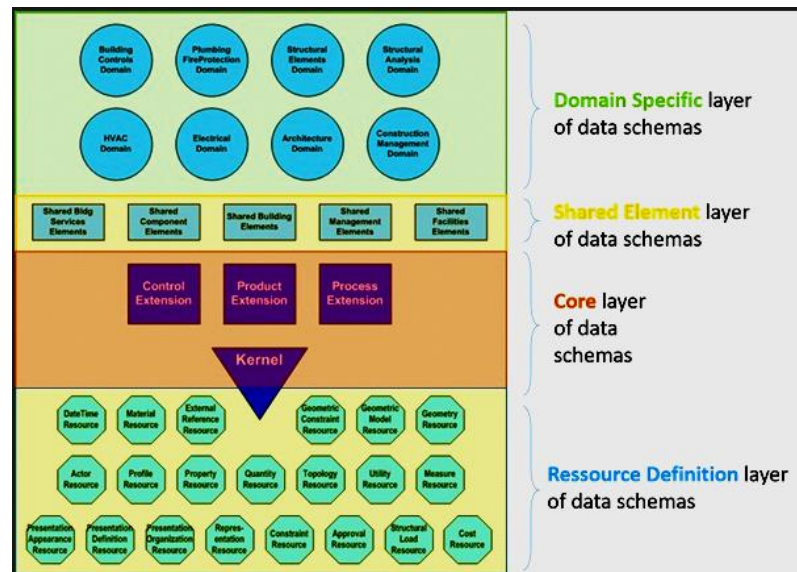 Building
Controls
Domain
Plumbing
FireProtection
Domain
Structural
Elements
Domain
Structural
Analysis
Domain
HVAC
Domain
Electrical
Domain
Architecture
Domain
Construction
Management
Domain
Domain Specific layer
of data schemas
Shared Bldg
Services
Elements
Shared
Component
Elements
Shared Building
Elements
Shared
Management
Elements
Shared
Facilities
Elements
Shared Element layer
of data schemas
Control
Extension
Product
Extension
Process
Extension
Kernel
Core layer
of data
schemas
DateTime
Resource
Material
Resource
External
Reference
Resource
Geometric
Constraint
Resource
Geometric
Model
Resource
Geometry
Resource
Actor
Resource
Profile
Resource
Property
Resource
Quantity
Resource
Topology
Resource
Utility
Resource
Measure
Resource
Presentation
Appearance
Resource
Presentation
Definition
Resource
Presentation
Organization
Resource
Repres-
entation
Resource
Constraint
Resource
Approval
Resource
Structural
Load
Resource
Cost
Resource
Ressource Definition layer
of data schemas